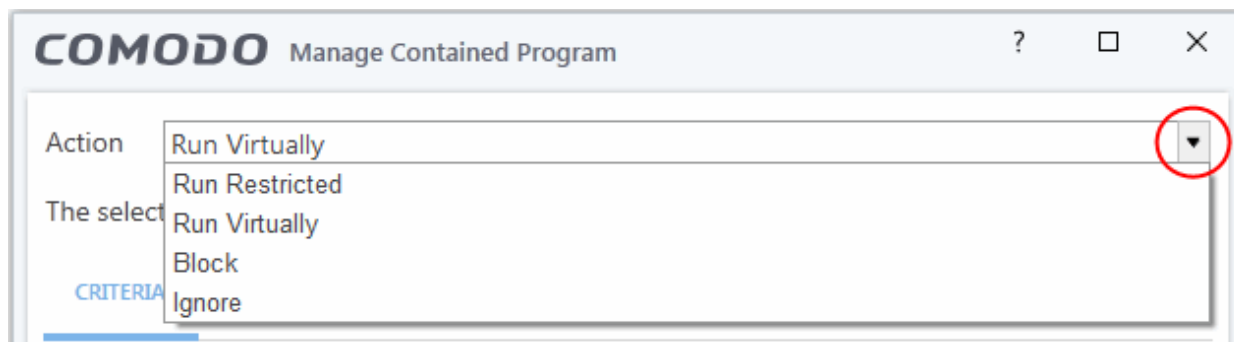 COMODO Manage Contained Program ?
Action Run Virtually
Run Restricted
The select
Run Virtually
Block
CRITERIA
Ignore